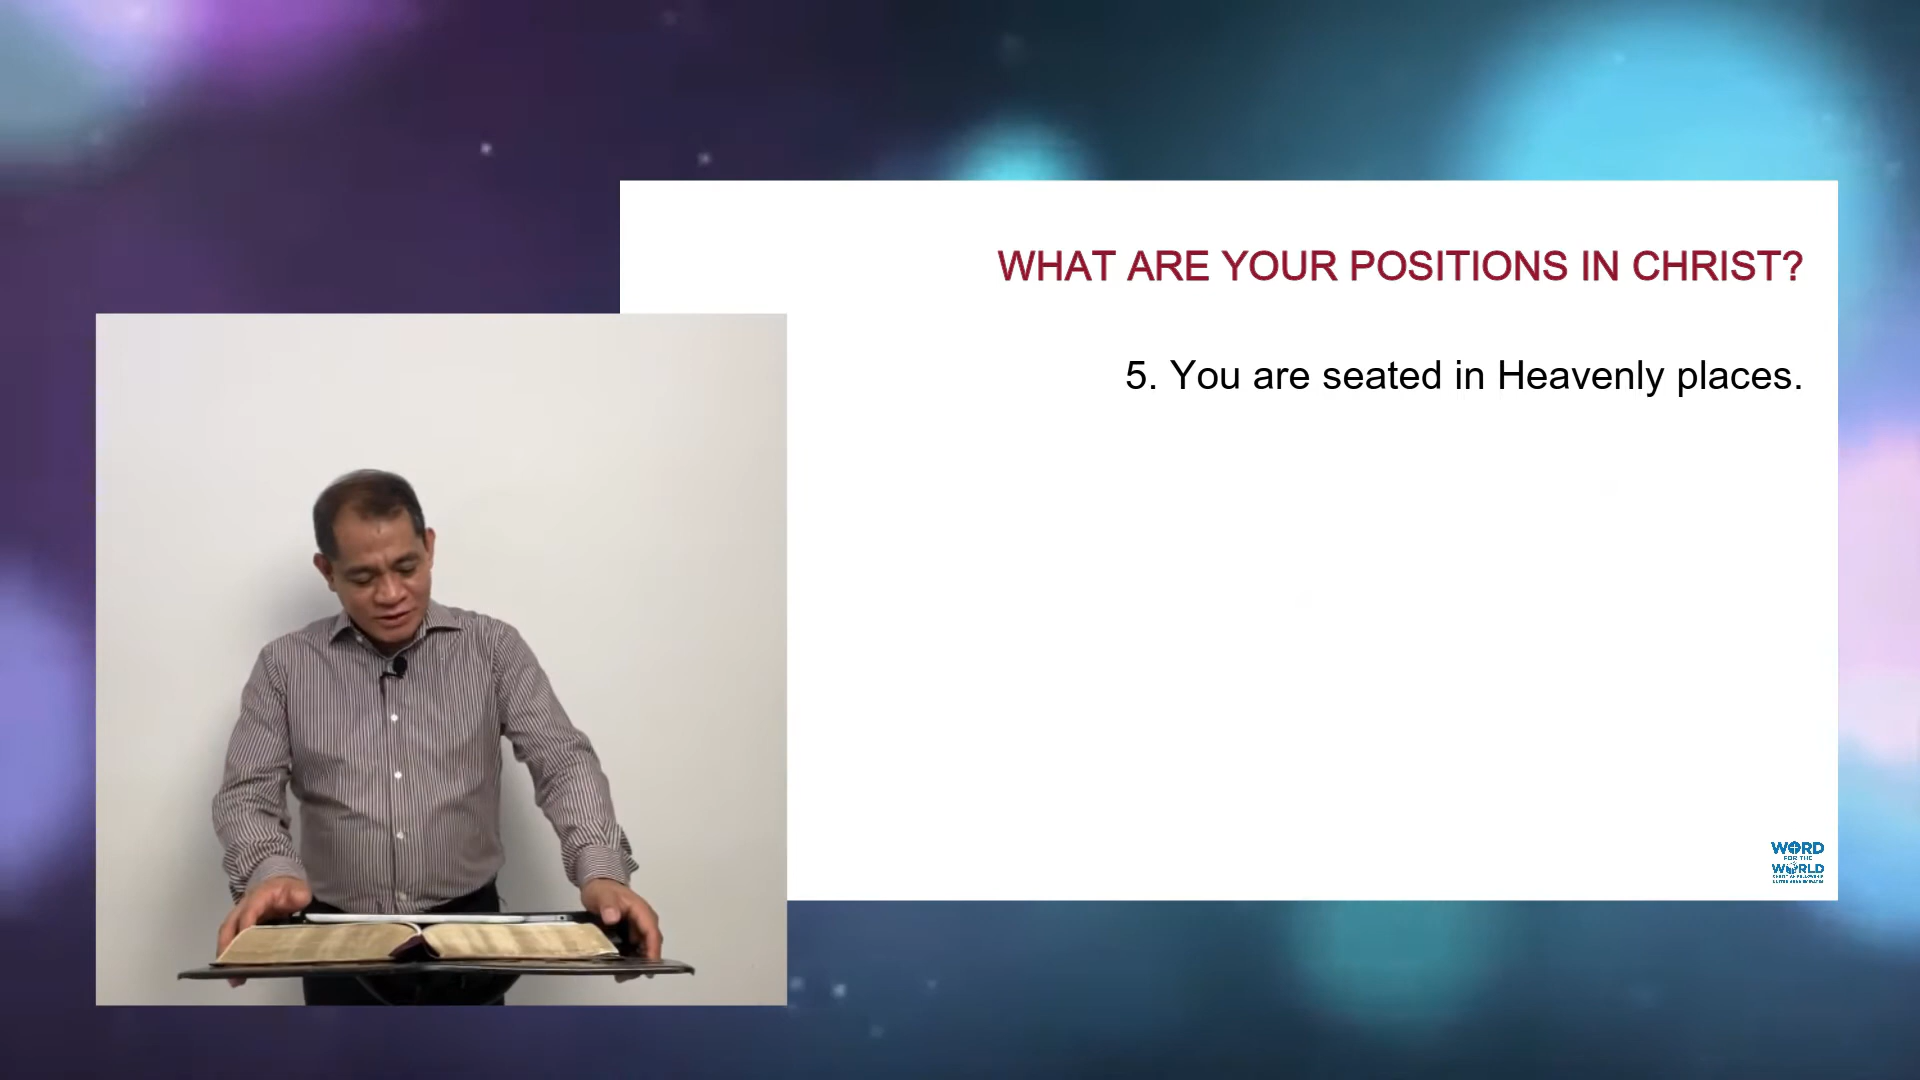 WHAT ARE YOUR POSITIONS IN CHRIST?
5. You are seated in Heavenly places.
WORD
FOR THE
WORLD